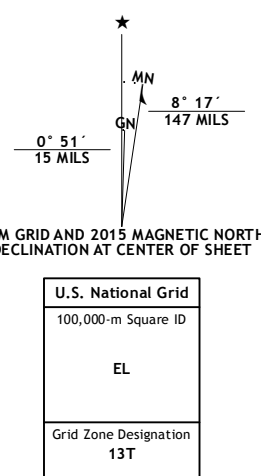 ★
MN
GN
8° 17´
147 MILS
0° 51´
15 MILS
M GRID AND 2015 MAGNETIC NORTH
DECLINATION AT CENTER OF SHEET
U.S. National Grid
100,000-m Square ID
EL
Grid Zone Designation
13T